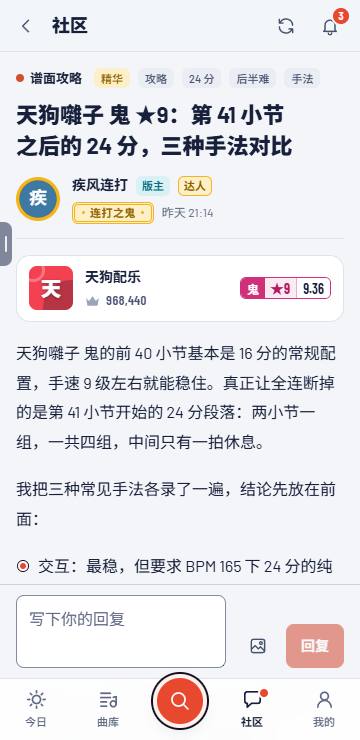 社区
3
谱面攻略 精华 攻略 24 分 后半难 手法
天狗囃子 鬼 ★9：第 41 小节
之后的 24 分，三种手法对比
疾
疾风连打 版主 达人
连打之鬼 昨天 21:14
天
天狗配乐
968,440
鬼 ★9 9.36
天狗囃子 鬼的前 40 小节基本是 16 分的常规配
置，手速 9 级左右就能稳住。真正让全连断掉
的是第 41 小节开始的 24 分段落：两小节一
组，一共四组，中间只有一拍休息。
我把三种常见手法各录了一遍，结论先放在前
面：
交互：最稳，但要求 BPM 165 下 24 分的纯
写下你的回复
回复
今日 曲库 社区 我的